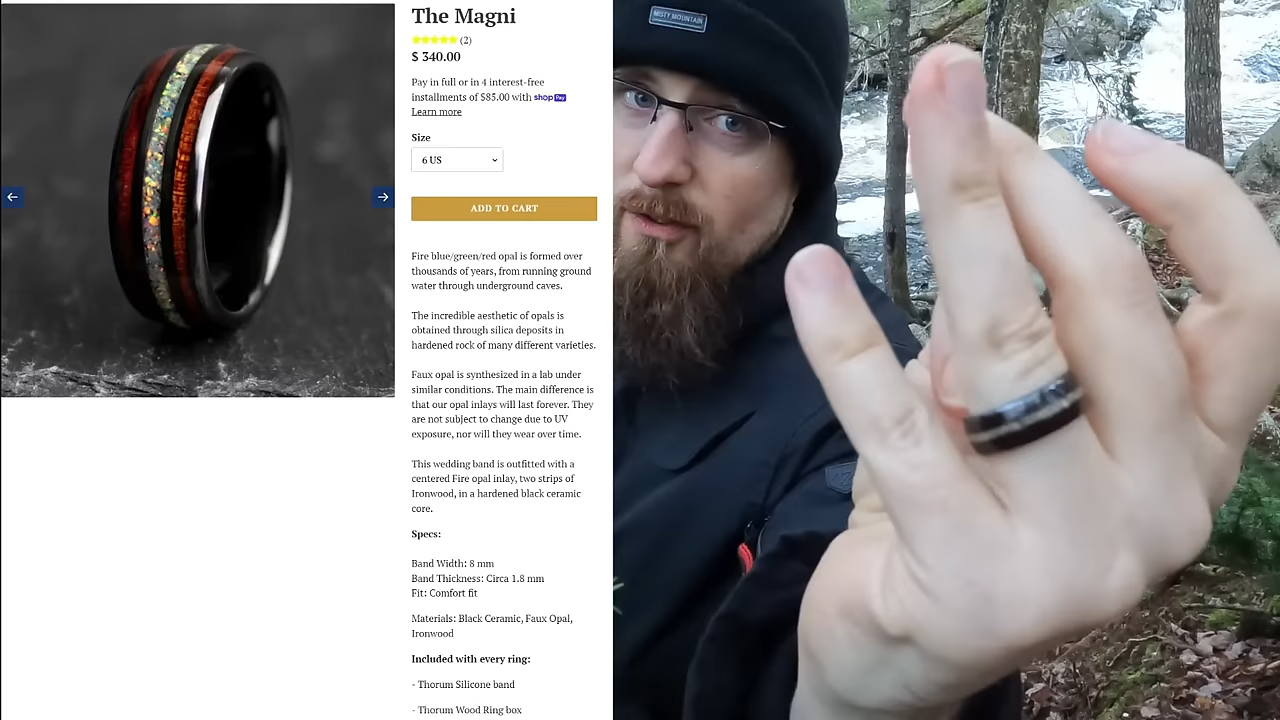 The Magni
(2)
$ 340.00
Pay in full or in 4 interest-free
installments of $85.00 with shop Pay
Learn more
Size
6 US
ADD TO CART
Fire blue/green/red opal is formed over
thousands of years, from running ground
water through underground caves.
The incredible aesthetic of opals is
obtained through silica deposits in
hardened rock of many different varieties.
Faux opal is synthesized in a lab under
similar conditions. The main difference is
that our opal inlays will last forever. They
are not subject to change due to UV
exposure, nor will they wear over time.
This wedding band is outfitted with a
centered Fire opal inlay, two strips of
Ironwood, in a hardened black ceramic
core.
Specs:
Band Width: 8 mm
Band Thickness: Circa 1.8 mm
Fit: Comfort fit
Materials: Black Ceramic, Faux Opal,
Ironwood
Included with every ring:
- Thorum Silicone band
- Thorum Wood Ring box
MISTY MOUNTAIN